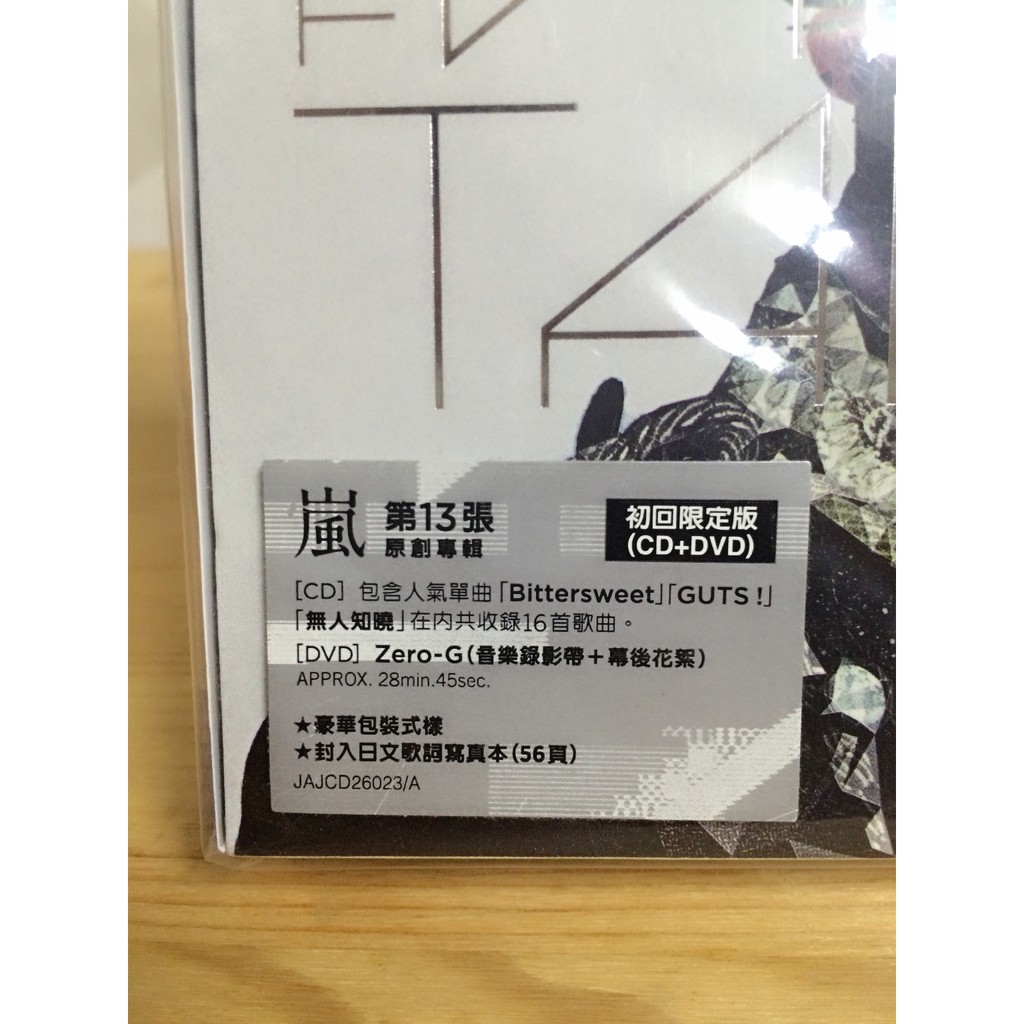 嵐 第13張
原創專輯
初回限定版
(CD+DVD)
[CD] 包含人氣單曲「Bittersweet」「GUTS !」
「無人知曉」在內共收錄16首歌曲。
[DVD] Zero-G(音樂錄影帶+幕後花絮)
APPROX. 28min.45sec.
★豪華包裝式樣
★封入日文歌詞寫真本(56頁)
JAJCD26023/A